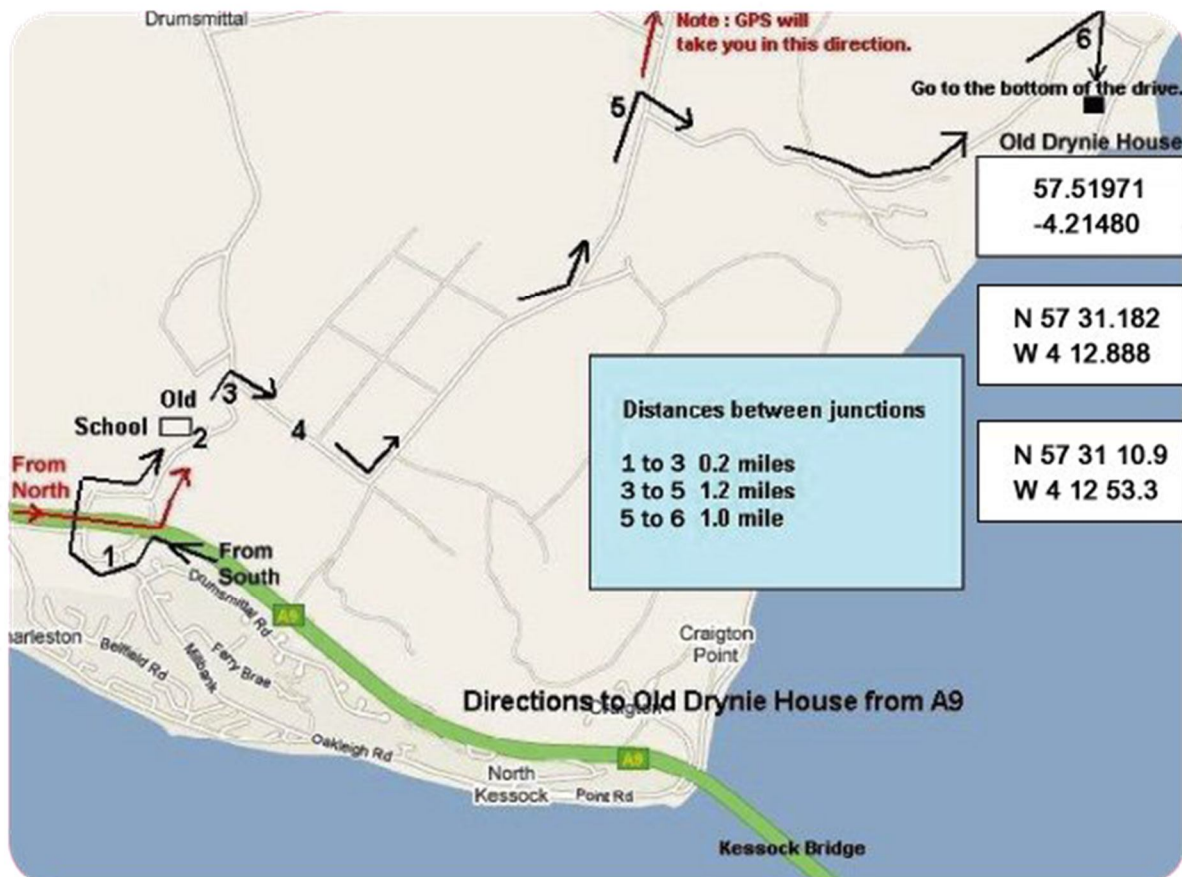 Drumsmittal
Note : GPS will
take you in this direction.
6
5
Go to the bottom of the drive.
Old Drynie House
57.51971
-4.21480
N 57 31.182
W 4 12.888
N 57 31 10.9
W 4 12 53.3
Distances between junctions
1 to 3 0.2 miles
3 to 5 1.2 miles
5 to 6 1.0 mile
3
Old
School
2
4
From
North
1
From
South
Drumsmittal Rd
A9
harleston
Bellfield Rd
Millbank
Ferry Brae
Craigton
Point
Directions to Old Drynie House from A9
Craigton
Oakleigh Rd
A9
North
Kessock
Point Rd
Kessock Bridge